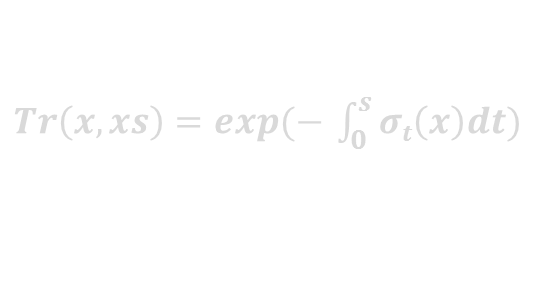 Tr(x, xs) = exp(− ∫₀ˢ σₜ(x)dt)